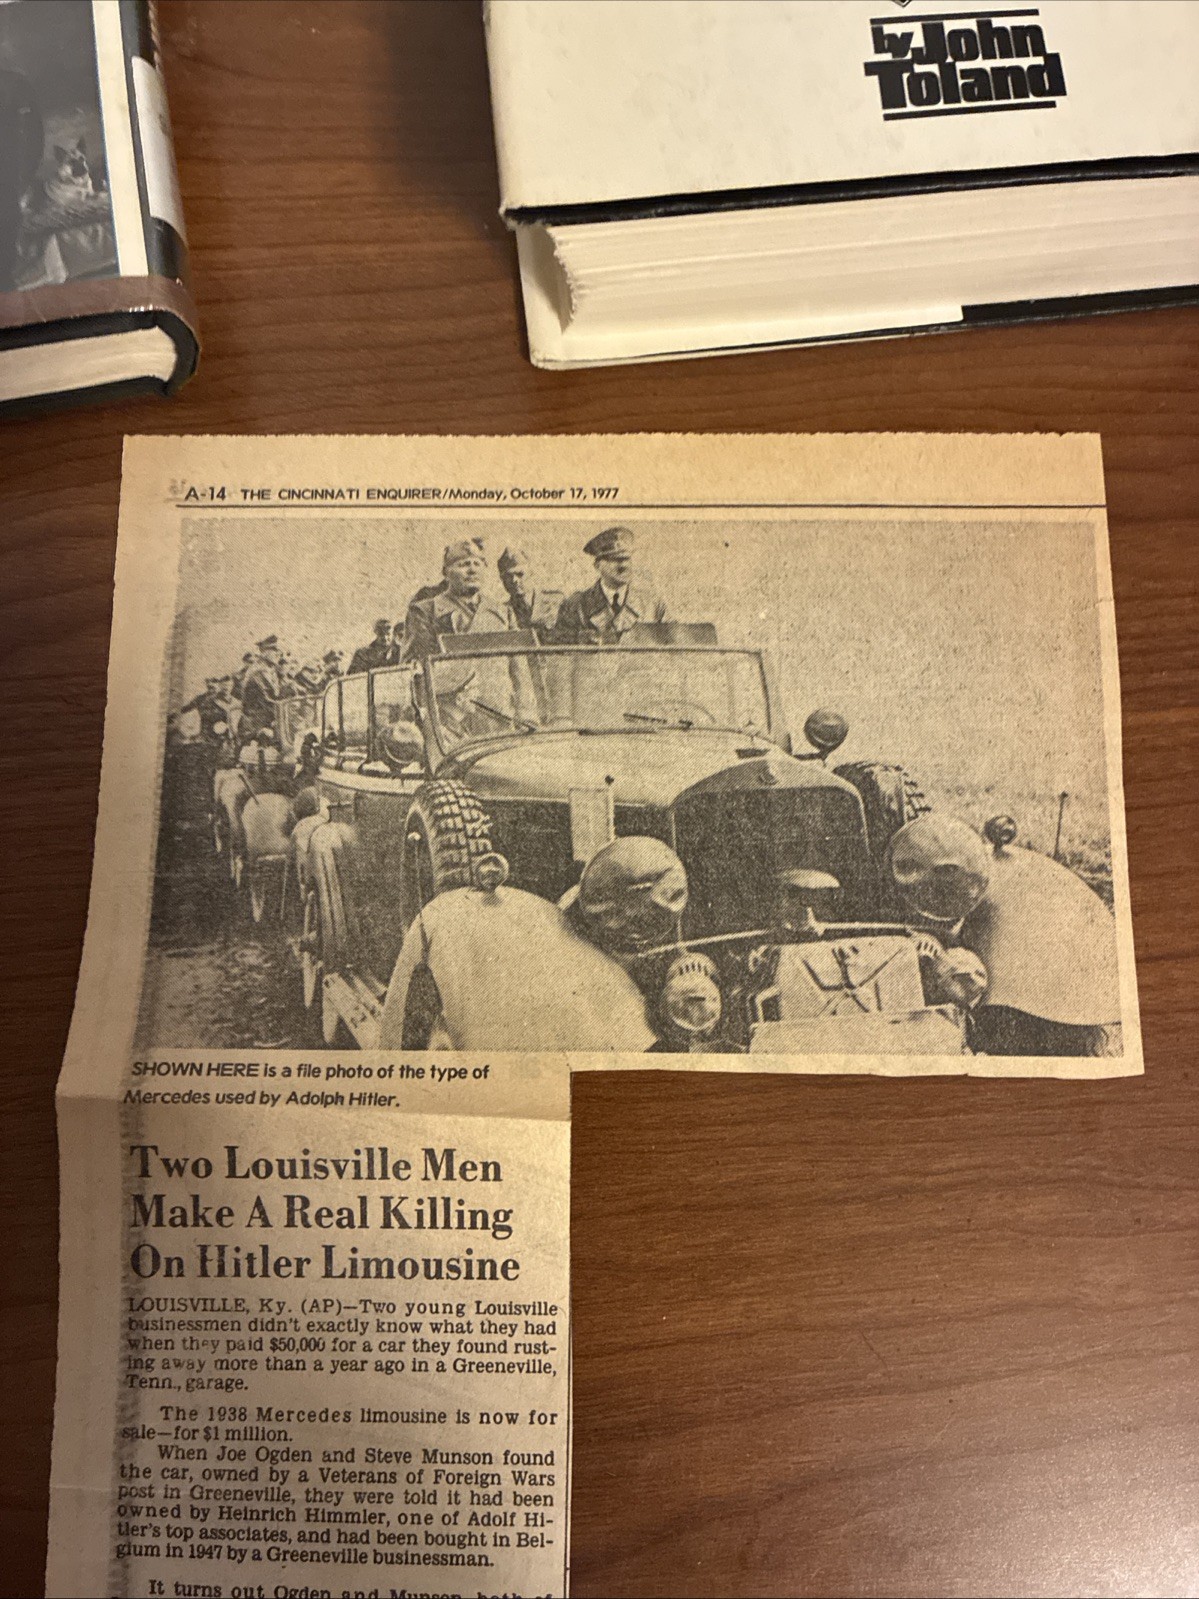 by John
Toland
A-14 THE CINCINNATI ENQUIRER/Monday, October 17, 1977
SHOWN HERE is a file photo of the type of
Mercedes used by Adolph Hitler.
Two Louisville Men
Make A Real Killing
On Hitler Limousine
LOUISVILLE, Ky. (AP)—Two young Louisville
businessmen didn't exactly know what they had
when they paid $50,000 for a car they found rust-
ing away more than a year ago in a Greeneville,
Tenn., garage.
The 1938 Mercedes limousine is now for
sale—for $1 million.
When Joe Ogden and Steve Munson found
the car, owned by a Veterans of Foreign Wars
post in Greeneville, they were told it had been
owned by Heinrich Himmler, one of Adolf Hi-
tler's top associates, and had been bought in Bel-
gium in 1947 by a Greeneville businessman.
It turns out Ogden and Munson, both of